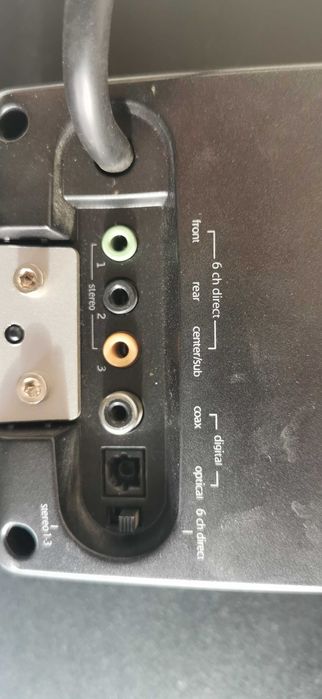 6 ch direct
front
rear
center/sub
digital
coax
optical
6 ch direct
1
2
3
stereo
stereo 1-3